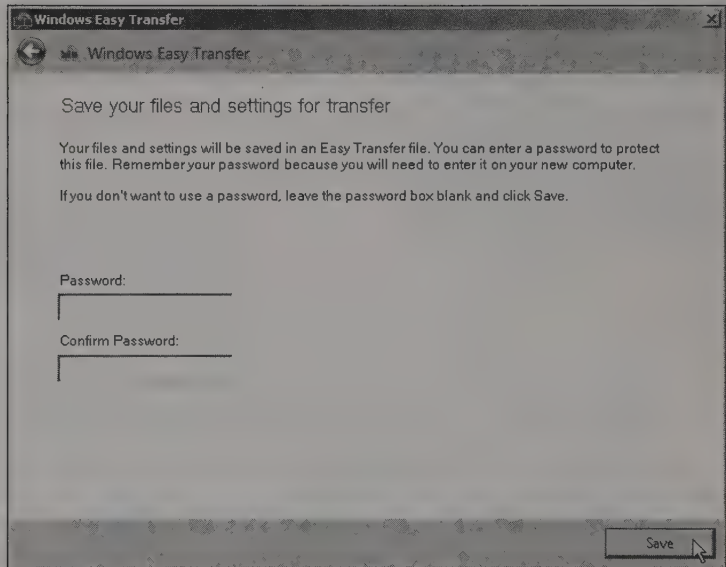 Windows Easy Transfer
Windows Easy Transfer
Save your files and settings for transfer
Your files and settings will be saved in an Easy Transfer file. You can enter a password to protect
this file. Remember your password because you will need to enter it on your new computer.
If you don't want to use a password, leave the password box blank and click Save.
Password:
Confirm Password:
Save